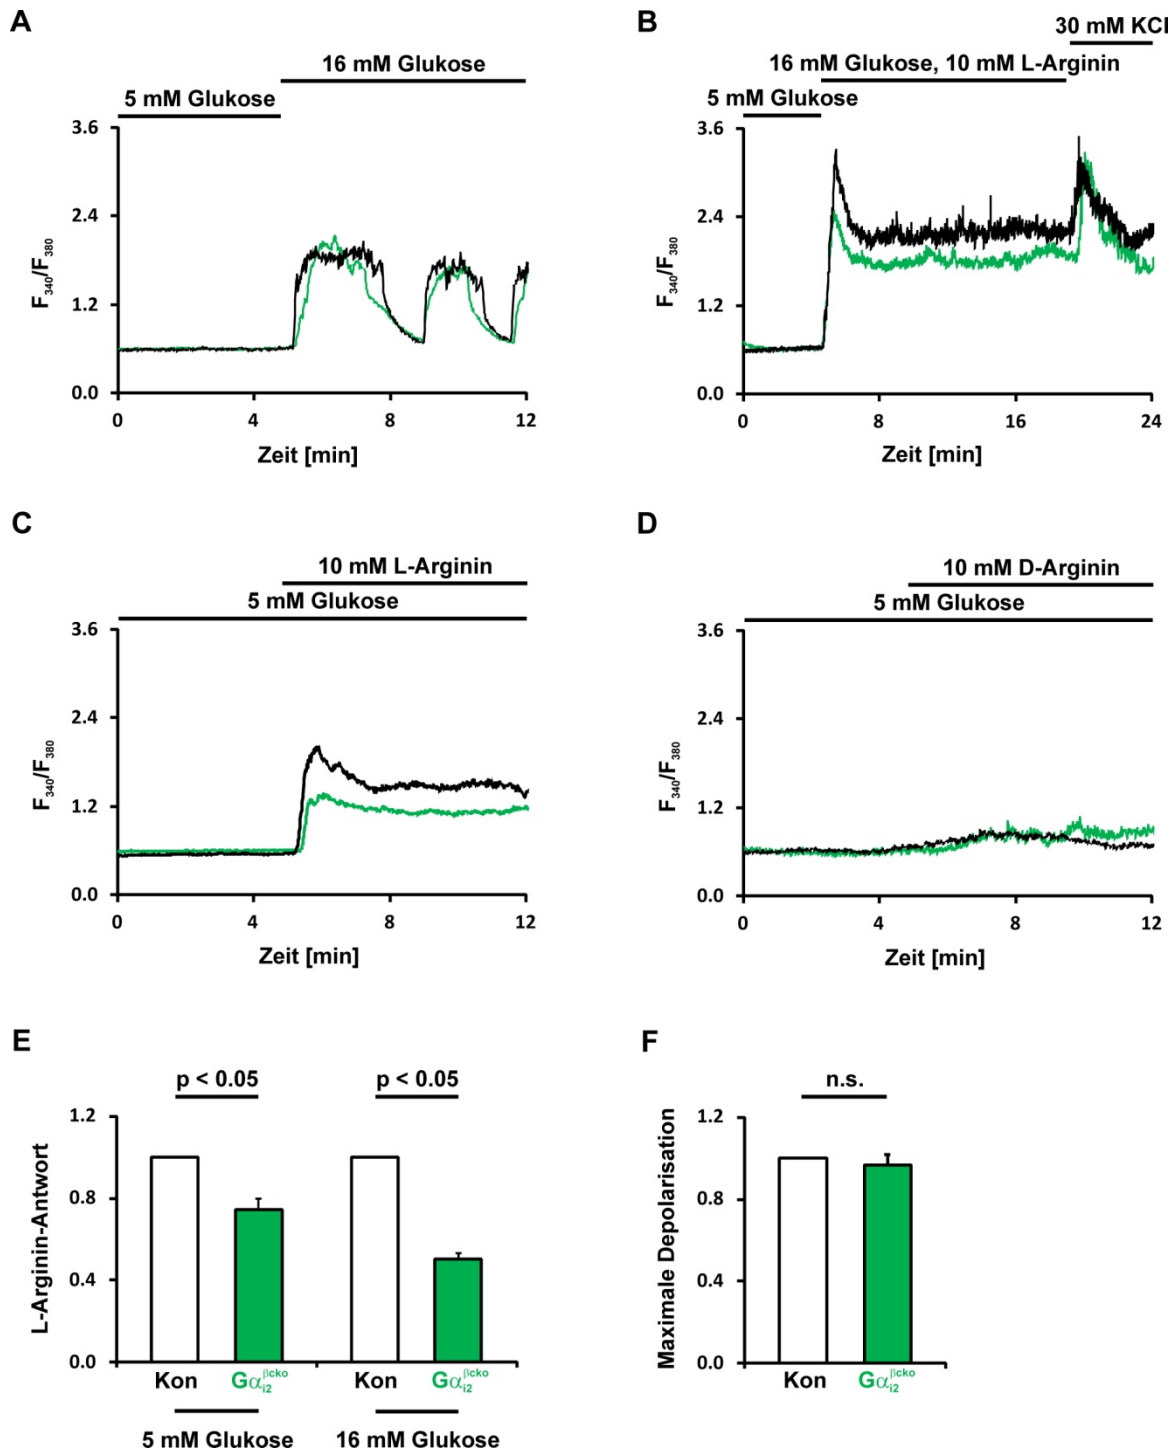 A
16 mM Glukose
5 mM Glukose
3.6
2.4
1.2
0.0
F340/F380
0
4
8
12
Zeit [min]
B
30 mM KCl
16 mM Glukose, 10 mM L-Arginin
5 mM Glukose
3.6
2.4
1.2
0.0
F340/F380
0
8
16
24
Zeit [min]
C
10 mM L-Arginin
5 mM Glukose
3.6
2.4
1.2
0.0
F340/F380
0
4
8
12
Zeit [min]
D
10 mM D-Arginin
5 mM Glukose
3.6
2.4
1.2
0.0
F340/F380
0
4
8
12
Zeit [min]
E
p < 0.05
p < 0.05
1.2
0.8
0.4
0.0
L-Arginin-Antwort
Kon
Gαi2βcko
Kon
Gαi2βcko
5 mM Glukose
16 mM Glukose
F
n.s.
1.2
0.8
0.4
0.0
Maximale Depolarisation
Kon
Gαi2βcko